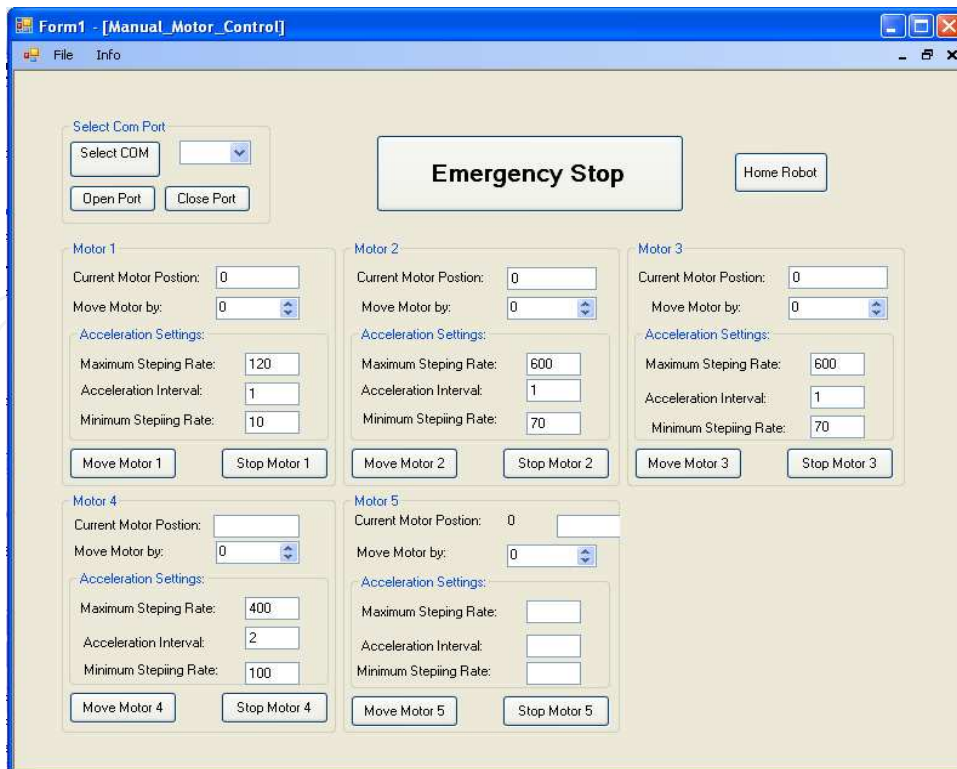 Form1 - [Manual_Motor_Control]
File Info
Select Com Port
Select COM
Open Port Close Port
Emergency Stop
Home Robot
Motor 1
Current Motor Postion: 0
Move Motor by: 0
Acceleration Settings:
Maximum Steping Rate: 120
Acceleration Interval: 1
Minimum Stepiing Rate: 10
Move Motor 1 Stop Motor 1
Motor 2
Current Motor Postion: 0
Move Motor by: 0
Acceleration Settings:
Maximum Steping Rate: 600
Acceleration Interval: 1
Minimum Stepiing Rate: 70
Move Motor 2 Stop Motor 2
Motor 3
Current Motor Postion: 0
Move Motor by: 0
Acceleration Settings:
Maximum Steping Rate: 600
Acceleration Interval: 1
Minimum Stepiing Rate: 70
Move Motor 3 Stop Motor 3
Motor 4
Current Motor Postion:
Move Motor by: 0
Acceleration Settings:
Maximum Steping Rate: 400
Acceleration Interval: 2
Minimum Stepiing Rate: 100
Move Motor 4 Stop Motor 4
Motor 5
Current Motor Postion: 0
Move Motor by: 0
Acceleration Settings:
Maximum Steping Rate:
Acceleration Interval:
Minimum Stepiing Rate:
Move Motor 5 Stop Motor 5